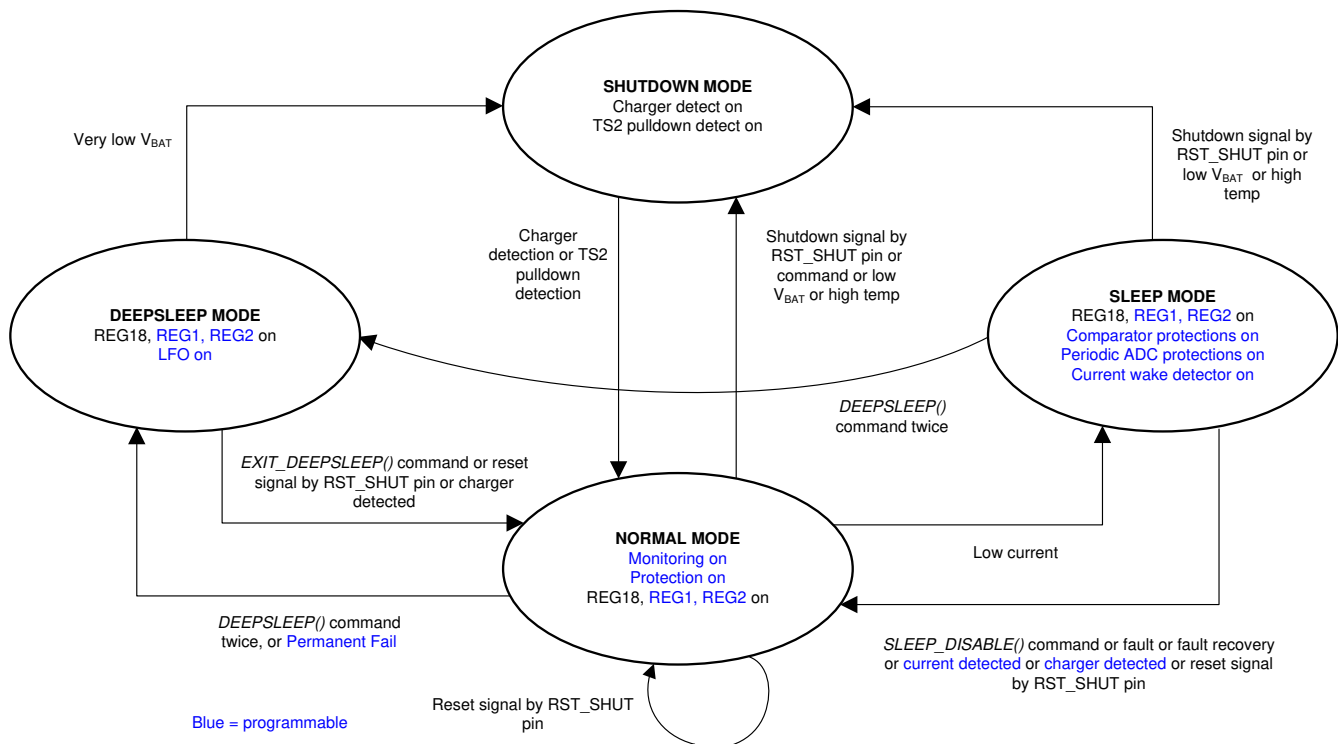 SHUTDOWN MODE
Charger detect on
TS2 pulldown detect on
Very low VBAT
Shutdown signal by
RST_SHUT pin or
low VBAT or high
temp
Charger
detection or TS2
pulldown
detection
Shutdown signal by
RST_SHUT pin or
command or low
VBAT or high temp
DEEPSLEEP MODE
REG18, REG1, REG2 on
LFO on
SLEEP MODE
REG18, REG1, REG2 on
Comparator protections on
Periodic ADC protections on
Current wake detector on
DEEPSLEEP()
command twice
EXIT_DEEPSLEEP() command or reset
signal by RST_SHUT pin or charger
detected
NORMAL MODE
Monitoring on
Protection on
REG18, REG1, REG2 on
Low current
DEEPSLEEP() command
twice, or Permanent Fail
SLEEP_DISABLE() command or fault or fault recovery
or current detected or charger detected or reset signal
by RST_SHUT pin
Reset signal by RST_SHUT
pin
Blue = programmable